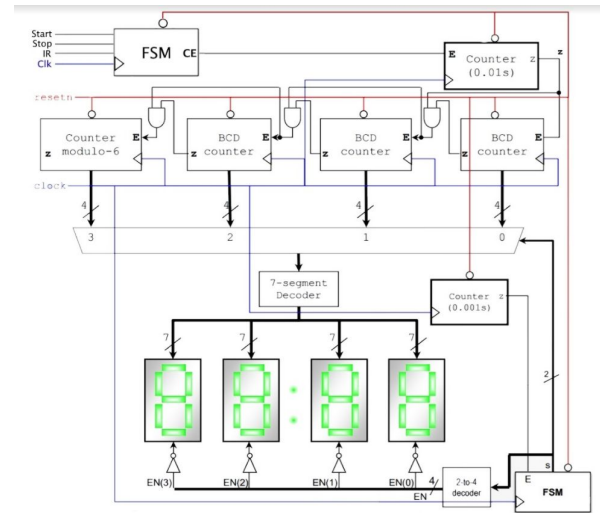 Start
Stop
IR
Clk
FSM CE
E z
Counter
(0.01s)
z
resetn
Counter
modulo-6
E
z
BCD
counter
E
z
BCD
counter
E
z
BCD
counter
E
z
clock
4
4
4
4
3
2
1
0
7-segment
Decoder
Counter z
(0.001s)
7
7
7
7
2
EN(3)
EN(2)
EN(1)
EN(0)
4
EN
2-to-4
decoder
E
s
FSM